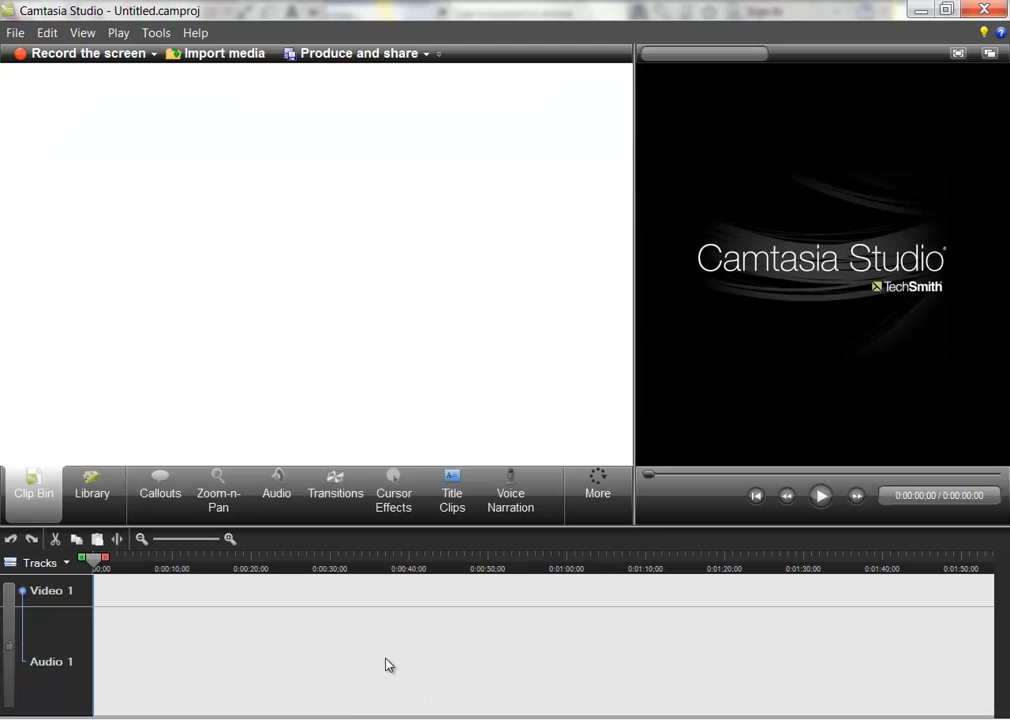 Camtasia Studio - Untitled.camproj
File Edit View Play Tools Help
Record the screen Import media Produce and share
Camtasia Studio®
TechSmith
Clip Bin Library Callouts Zoom-n-Pan Audio Transitions Cursor Effects Title Clips Voice Narration More
0:00:00;00 / 0:00:00;00
Tracks
0:00:10;00 0:00:20;00 0:00:30;00 0:00:40;00 0:00:50;00 0:01:00;00 0:01:10;00 0:01:20;00 0:01:30;00 0:01:40;00 0:01:50;00
Video 1
Audio 1